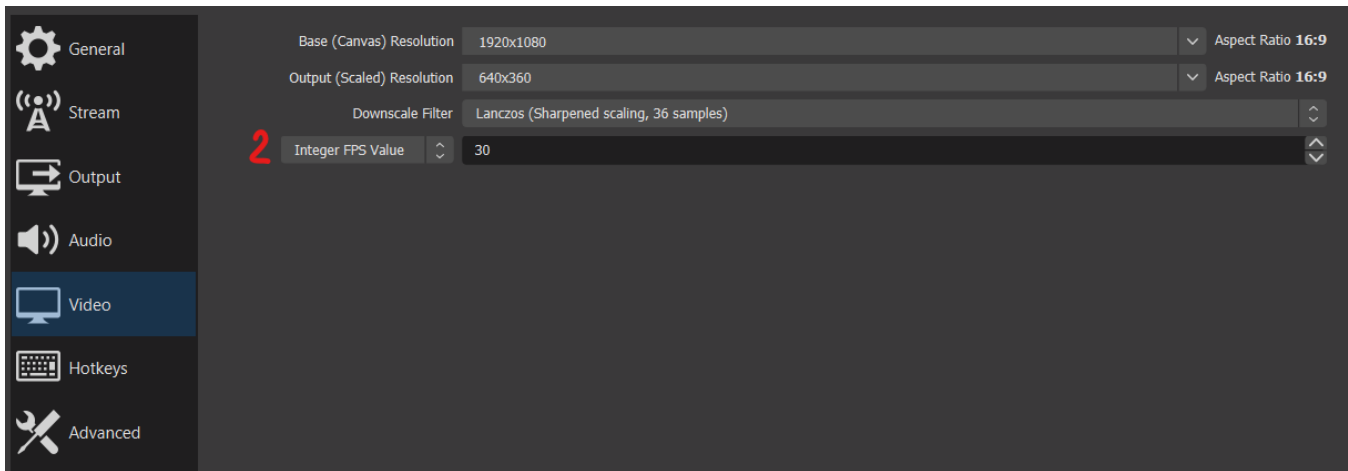 General
Stream
Output
Audio
Video
Hotkeys
Advanced
Base (Canvas) Resolution 1920x1080 Aspect Ratio 16:9
Output (Scaled) Resolution 640x360 Aspect Ratio 16:9
Downscale Filter Lanczos (Sharpened scaling, 36 samples)
2 Integer FPS Value 30